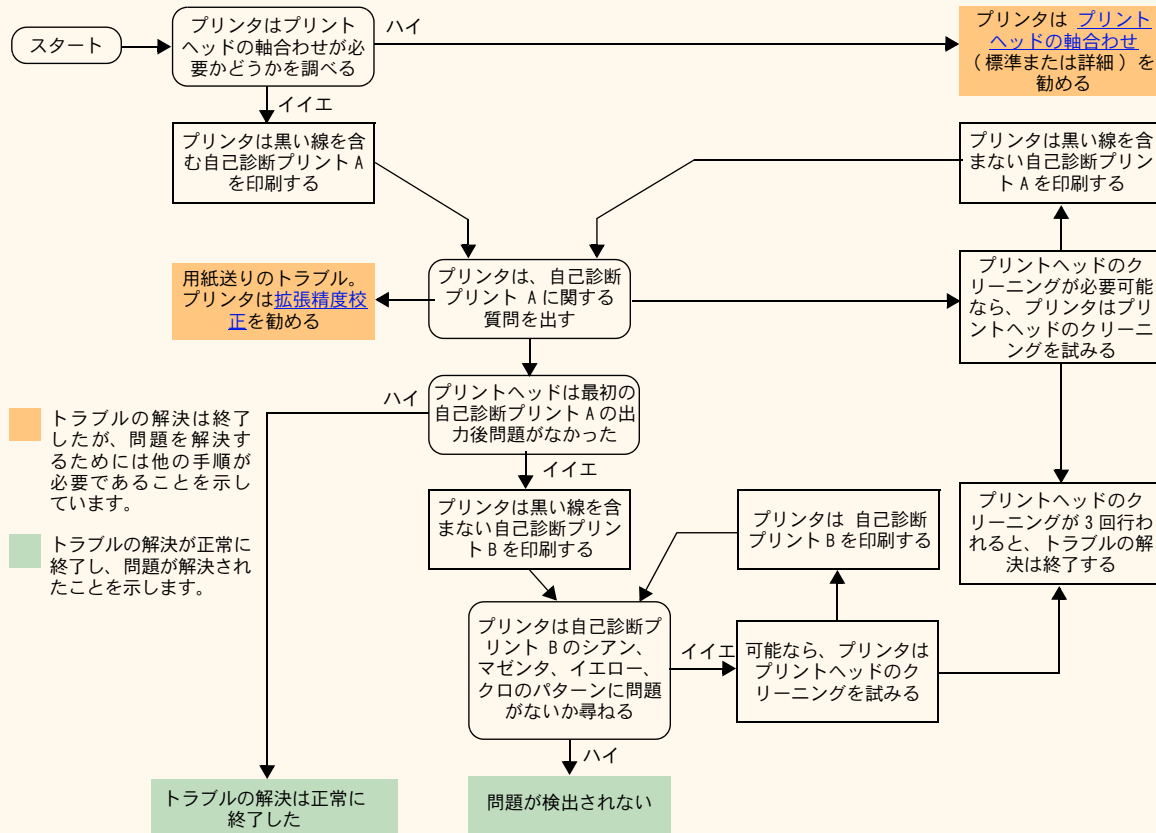 スタート
プリンタはプリント
ヘッドの軸合わせが必
要かどうかを調べる
ハイ
プリンタは プリント
ヘッドの軸合わせ
( 標準または詳細 ) を
勧める
イイエ
プリンタは黒い線を含
む自己診断プリント A
を印刷する
プリンタは黒い線を含
まない自己診断プリン
ト A を印刷する
用紙送りのトラブル。
プリンタは拡張精度校
正を勧める
プリンタは、自己診断
プリント A に関する
質問を出す
プリントヘッドのク
リーニングが必要可能
なら、プリンタはプリ
ントヘッドのクリーニ
ングを試みる
ハイ
プリントヘッドは最初の
自己診断プリント A の出
力後問題がなかった
トラブルの解決は終了
したが、問題を解決す
るためには他の手順が
必要であることを示し
ています。
イイエ
プリンタは黒い線を含
まない自己診断プリン
ト B を印刷する
プリンタは 自己診断
プリント B を印刷する
プリントヘッドのク
リーニングが 3 回行わ
れると、トラブルの解
決は終了する
トラブルの解決が正常に
終了し、問題が解決され
たことを示します。
プリンタは自己診断プ
リント B のシアン、
マゼンタ、イエロー、
クロのパターンに問題
がないか尋ねる
イイエ
可能なら、プリンタは
プリントヘッドのク
リーニングを試みる
ハイ
トラブルの解決は正常に
終了した
問題が検出されない